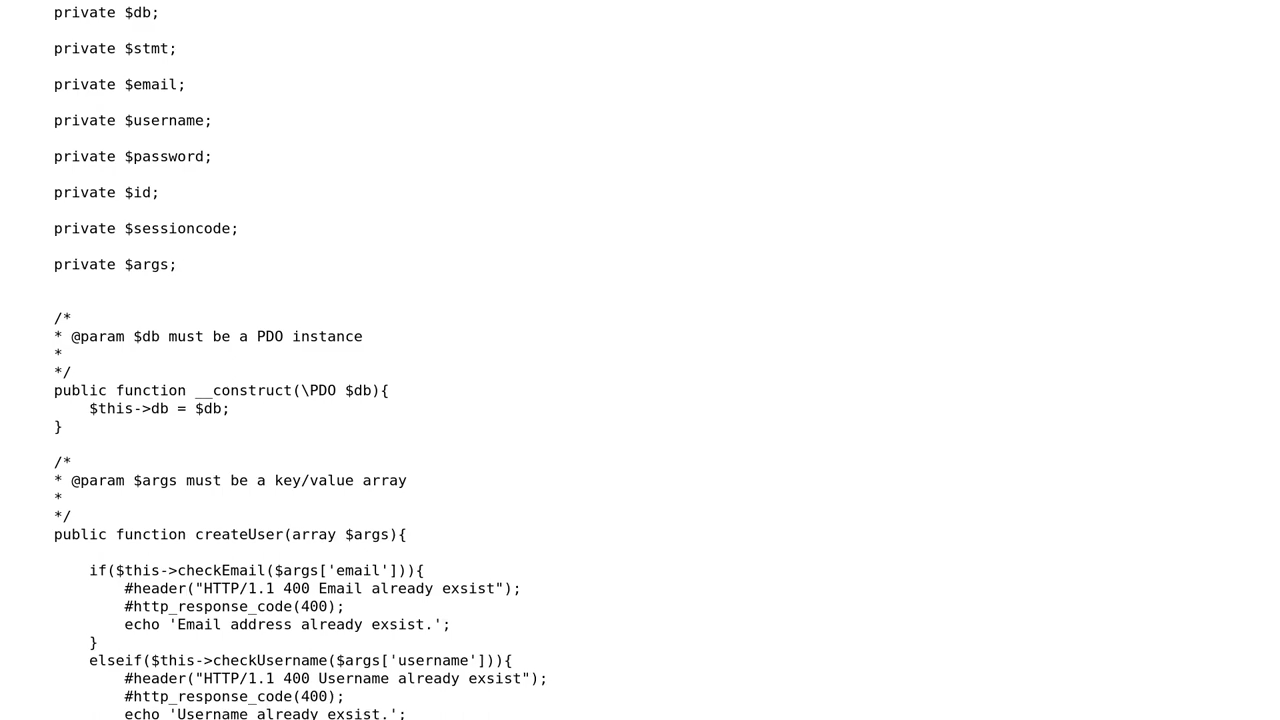 private $db;
private $stmt;
private $email;
private $username;
private $password;
private $id;
private $sessioncode;
private $args;
/*
* @param $db must be a PDO instance
*
*/
public function __construct(\PDO $db){
$this->db = $db;
}
/*
* @param $args must be a key/value array
*
*/
public function createUser(array $args){
if($this->checkEmail($args['email'])){
#header("HTTP/1.1 400 Email already exsist");
#http_response_code(400);
echo 'Email address already exsist.';
}
elseif($this->checkUsername($args['username'])){
#header("HTTP/1.1 400 Username already exsist");
#http_response_code(400);
echo 'Username already exsist.';